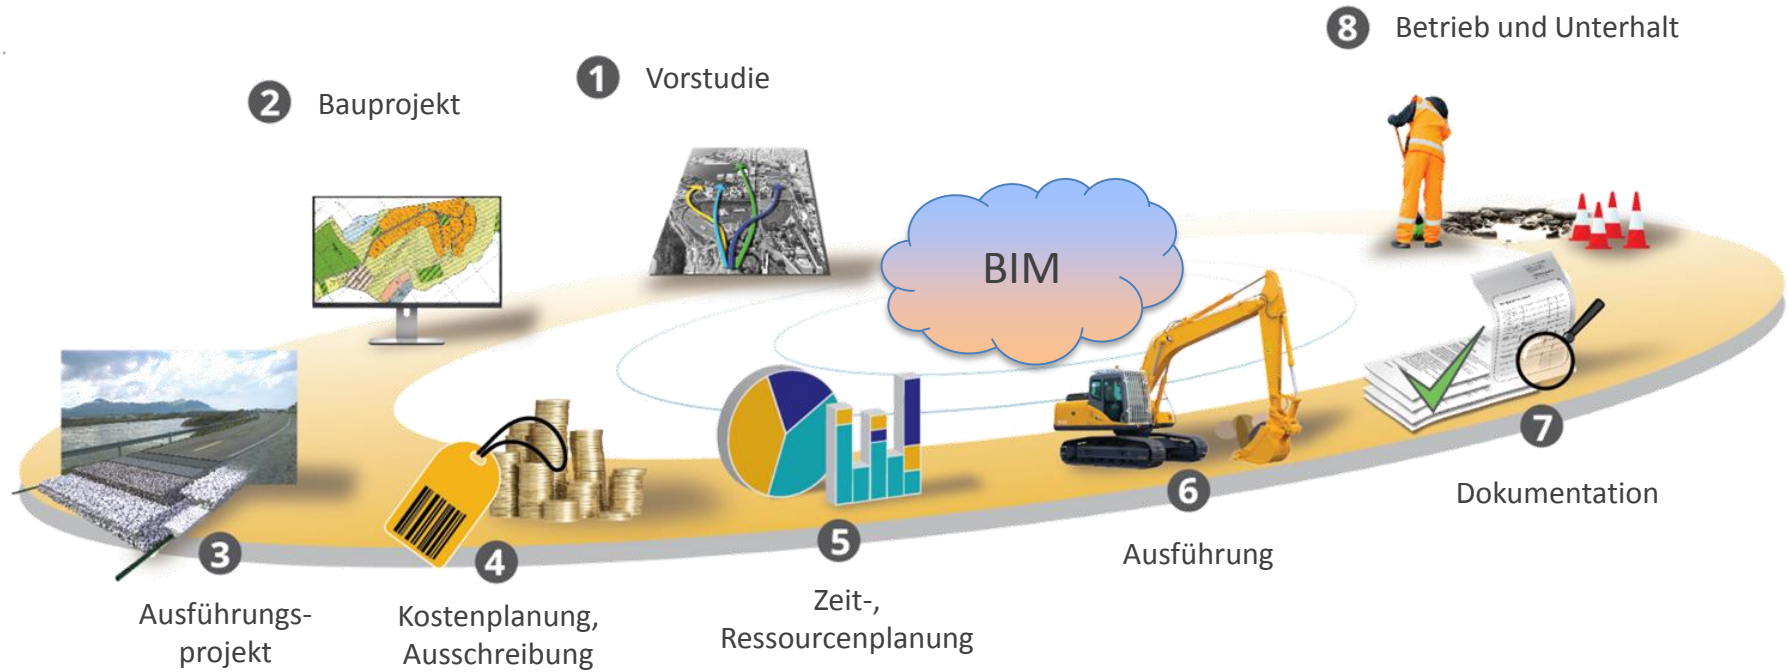 1 Vorstudie
2 Bauprojekt
3
Ausführungs-
projekt
4
Kostenplanung,
Ausschreibung
5
Zeit-,
Ressourcenplanung
6
Ausführung
7
Dokumentation
8 Betrieb und Unterhalt
BIM